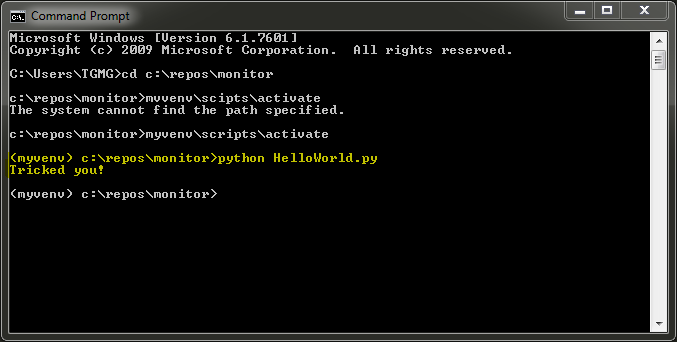 Command Prompt
Microsoft Windows [Version 6.1.7601]
Copyright (c) 2009 Microsoft Corporation.  All rights reserved.
C:\Users\TGMG>cd c:\repos\monitor
c:\repos\monitor>mvvenv\scipts\activate
The system cannot find the path specified.
c:\repos\monitor>myvenv\scripts\activate
(myvenv) c:\repos\monitor>python HelloWorld.py
Tricked you!
(myvenv) c:\repos\monitor>